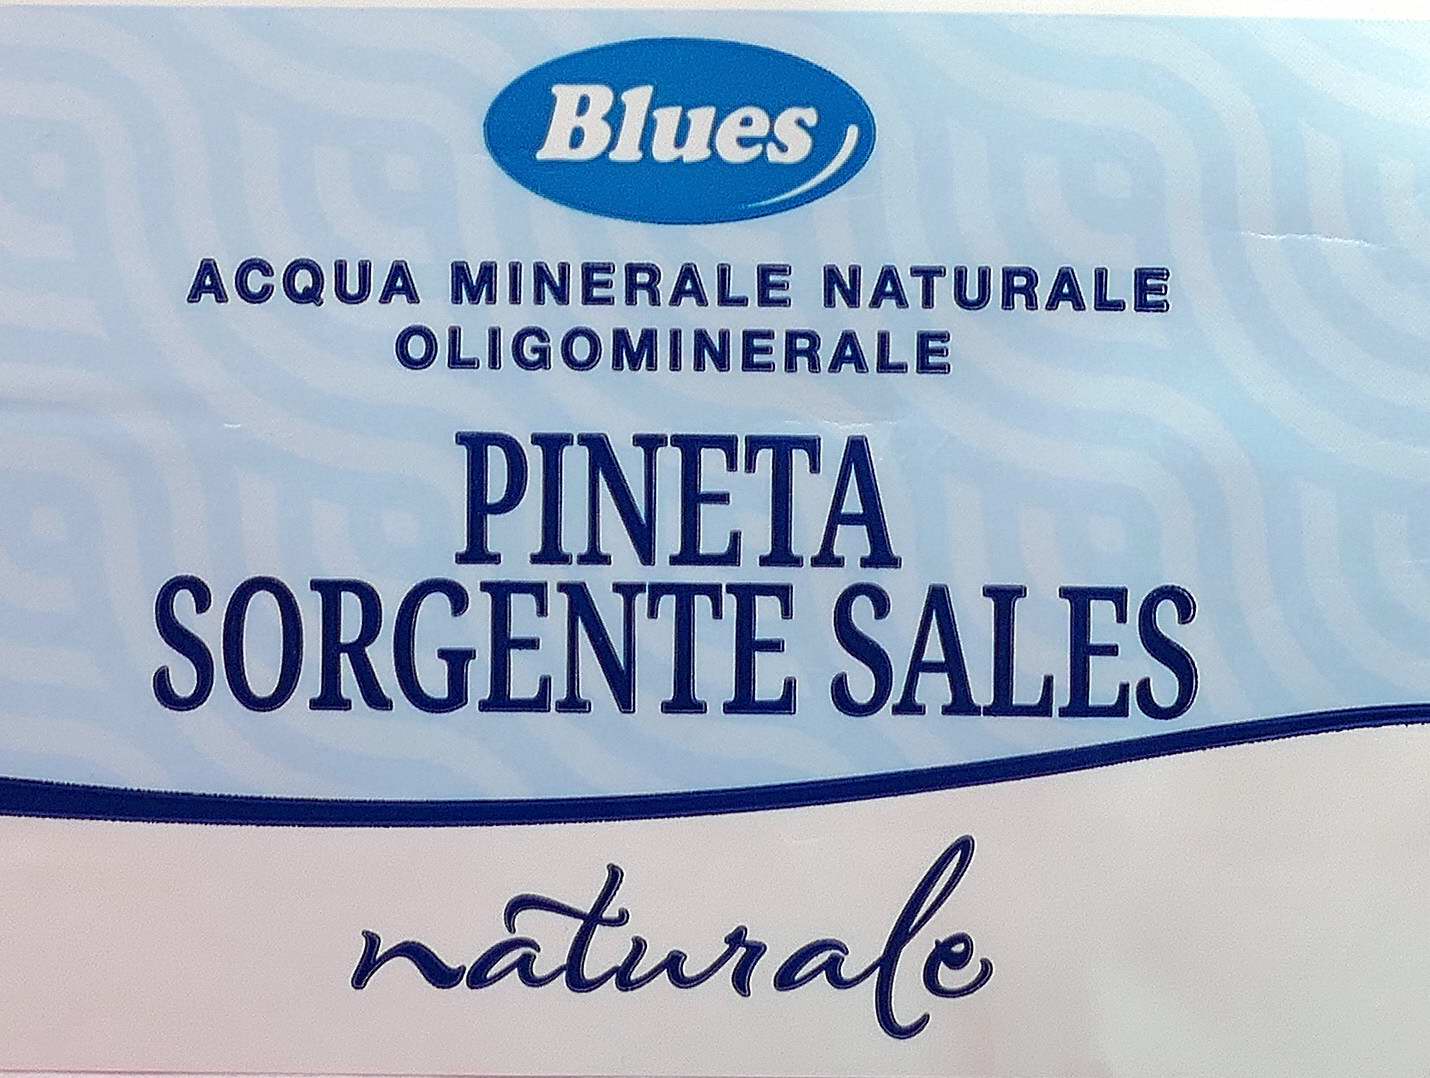 Blues
ACQUA MINERALE NATURALE
OLIGOMINERALE
PINETA
SORGENTE SALES
naturale